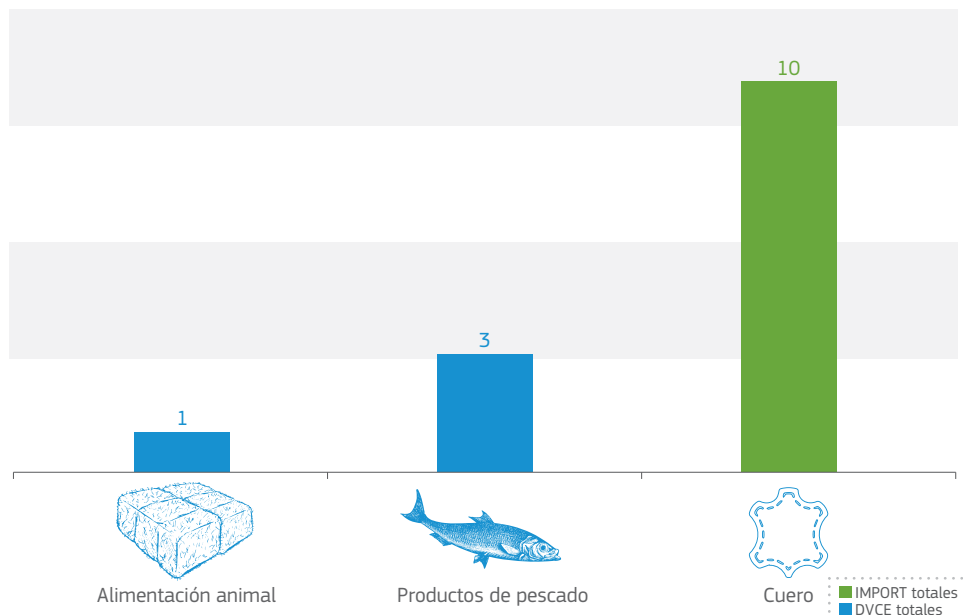 10
3
1
Alimentación animal
Productos de pescado
Cuero
IMPORT totales
DVCE totales